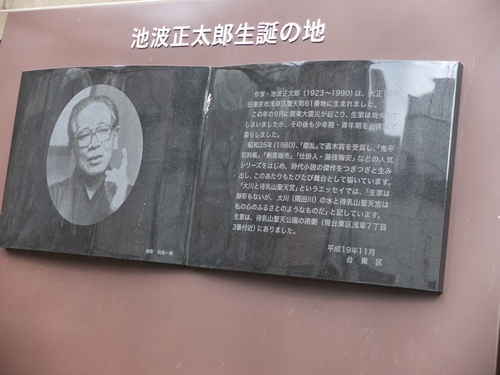 池波正太郎生誕の地
作家・池波正太郎(1923～1990)は、大正12年
旧東京市浅草区聖天町61番地に生まれました。
この年の9月に関東大震災が起こり、生家は焼失
しまいましたが、その後も少年期・青年期を台東
暮らしました。
昭和35年(1960)、「錯乱」で直木賞を受賞し、「鬼平
犯科帳」「剣客商売」「仕掛人・藤枝梅安」などの人気
シリーズをはじめ、時代小説の傑作をつぎつぎと生み
出し、このあたりもたびたび舞台として描いています。
「大川と待乳山聖天宮」というエッセイでは、「生家は
跡形もないが、大川(隅田川)の水と待乳山聖天宮は
私の心のふるさとのようなものだ」と記しています。
生家は、待乳山聖天公園の南側(現台東区浅草7丁目
3番付近)にありました。
平成19年11月
台東区